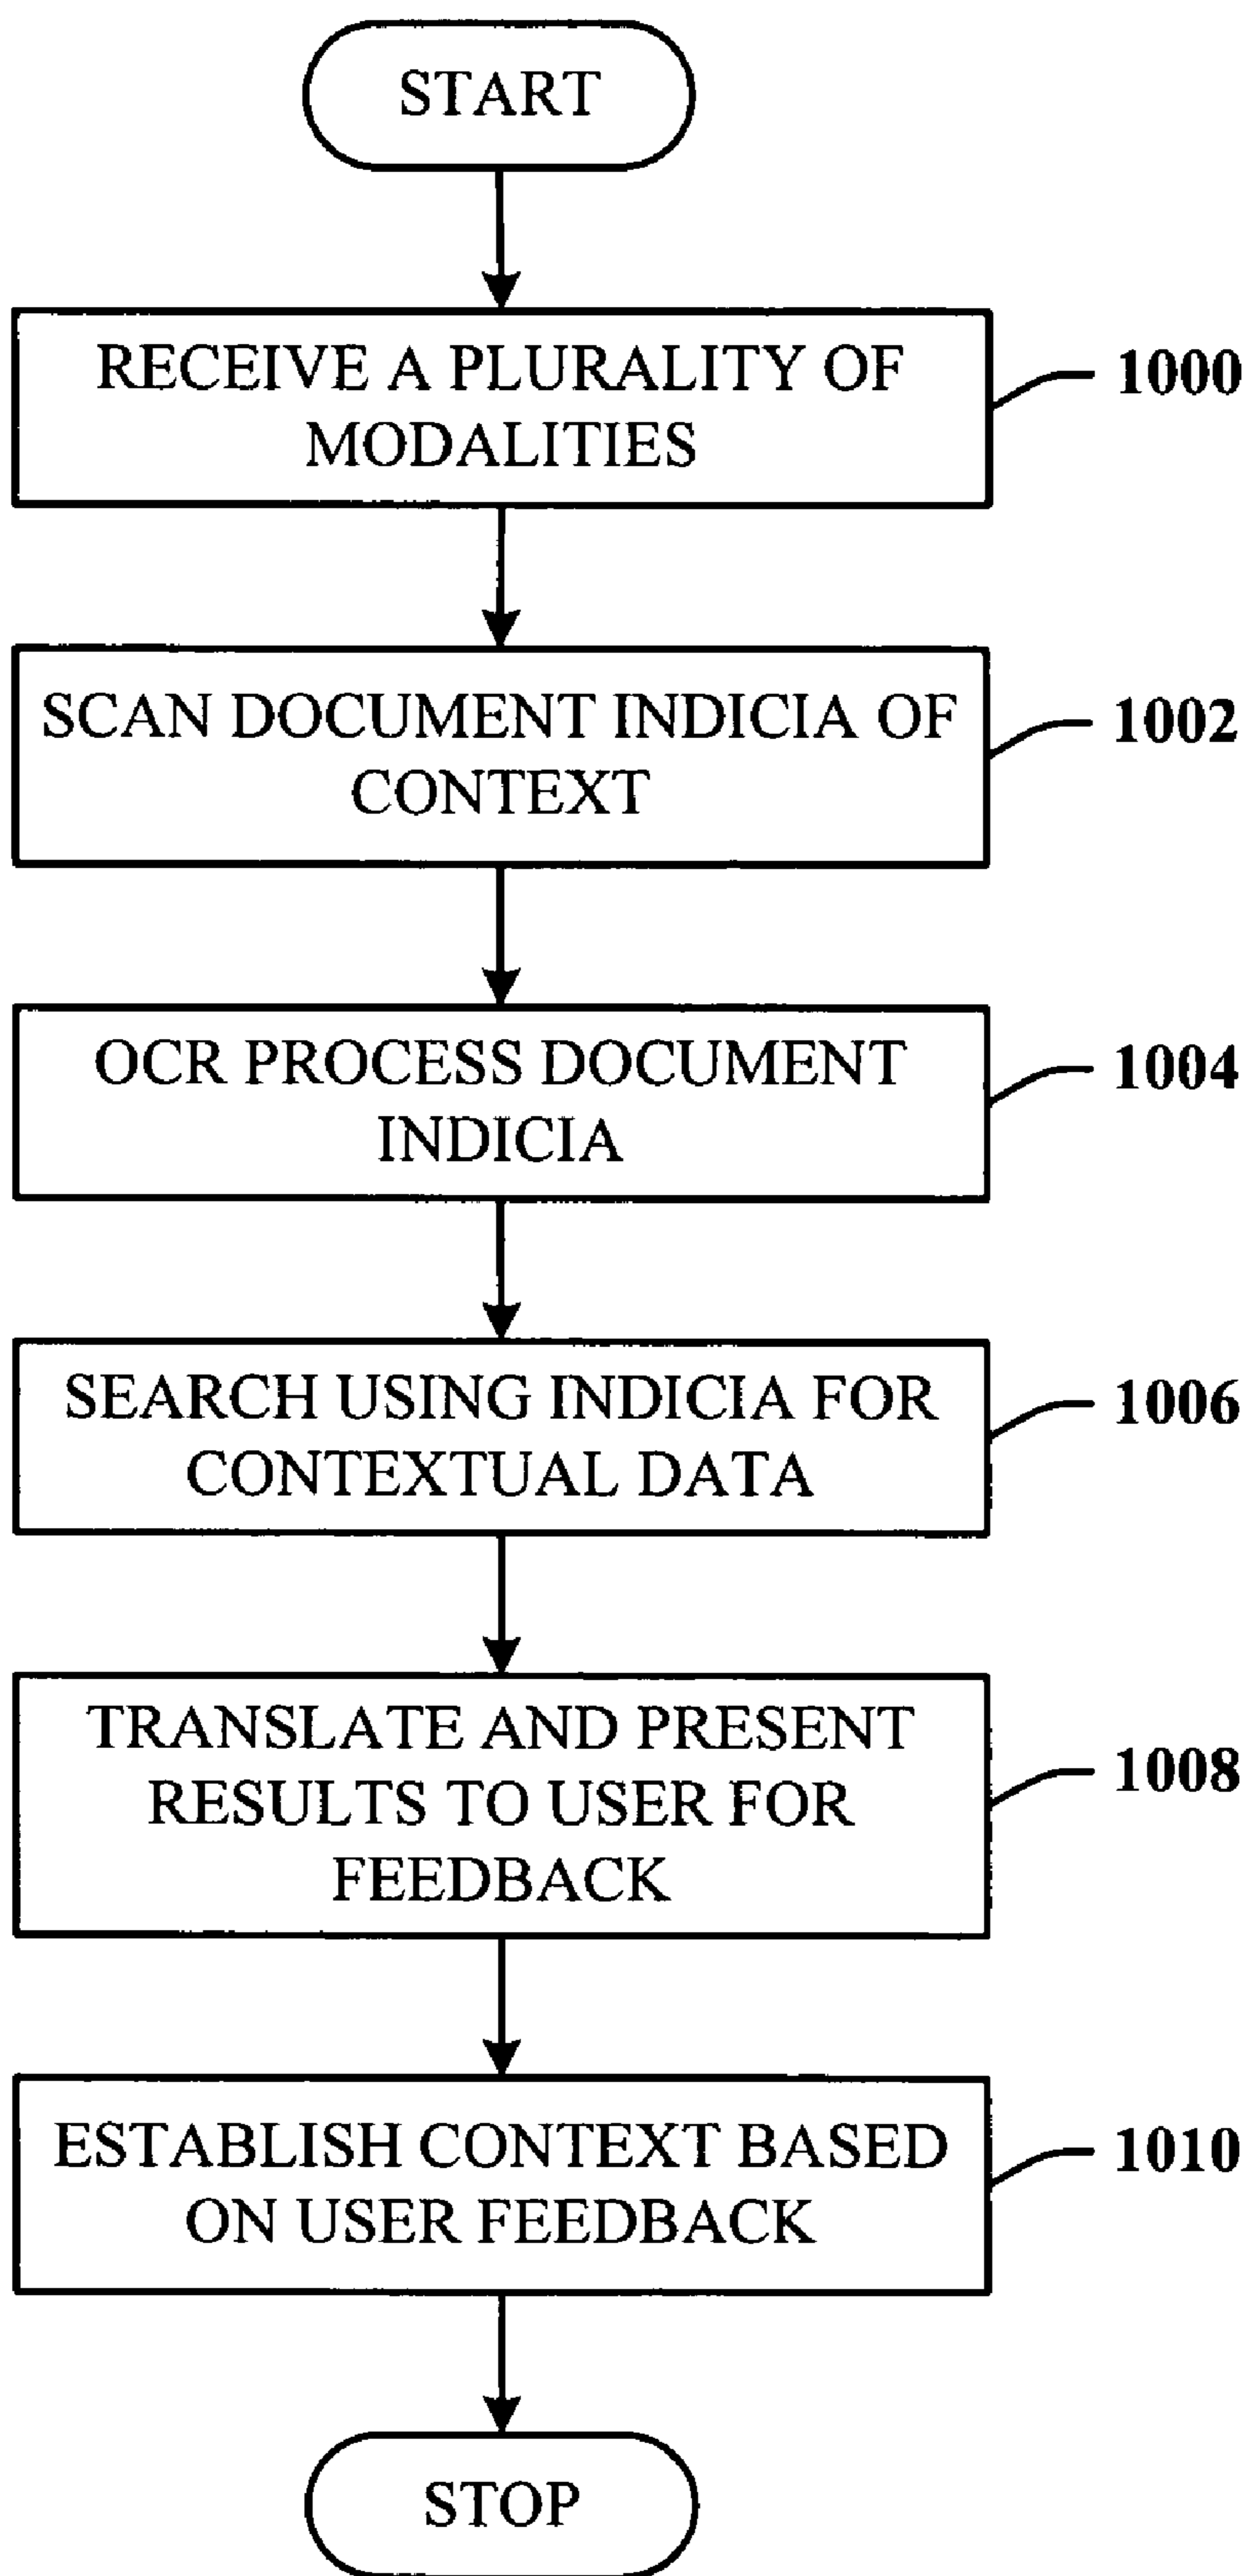 START
RECEIVE A PLURALITY OF
MODALITIES
1000
SCAN DOCUMENT INDICIA OF
CONTEXT
1002
OCR PROCESS DOCUMENT
INDICIA
1004
SEARCH USING INDICIA FOR
CONTEXTUAL DATA
1006
TRANSLATE AND PRESENT
RESULTS TO USER FOR
FEEDBACK
1008
ESTABLISH CONTEXT BASED
ON USER FEEDBACK
1010
STOP